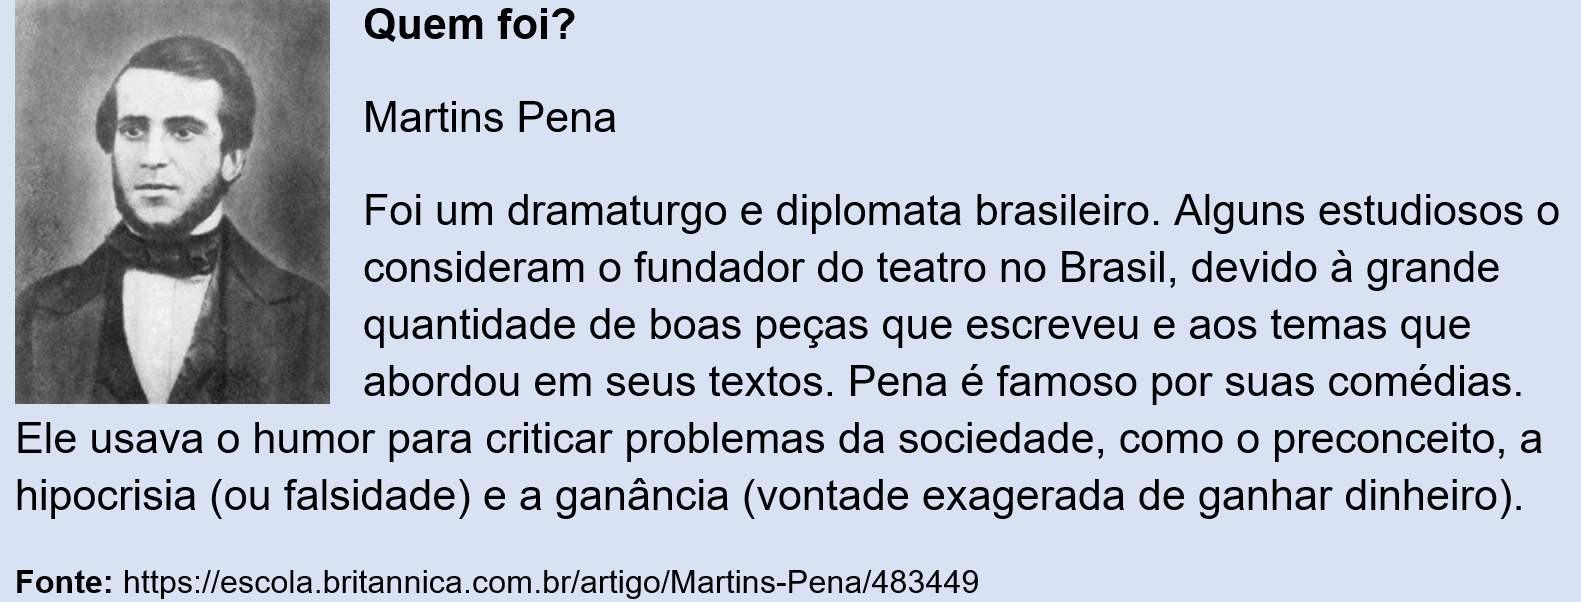 Quem foi?
Martins Pena
Foi um dramaturgo e diplomata brasileiro. Alguns estudiosos o
consideram o fundador do teatro no Brasil, devido à grande
quantidade de boas peças que escreveu e aos temas que
abordou em seus textos. Pena é famoso por suas comédias.
Ele usava o humor para criticar problemas da sociedade, como o preconceito, a
hipocrisia (ou falsidade) e a ganância (vontade exagerada de ganhar dinheiro).
Fonte: https://escola.britannica.com.br/artigo/Martins-Pena/483449